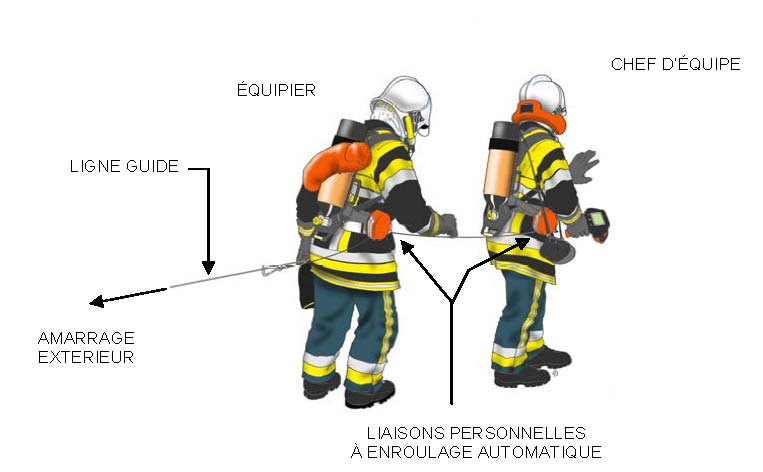 CHEF D'ÉQUIPE
ÉQUIPIER
LIGNE GUIDE
AMARRAGE
EXTERIEUR
LIAISONS PERSONNELLES
À ENROULAGE AUTOMATIQUE